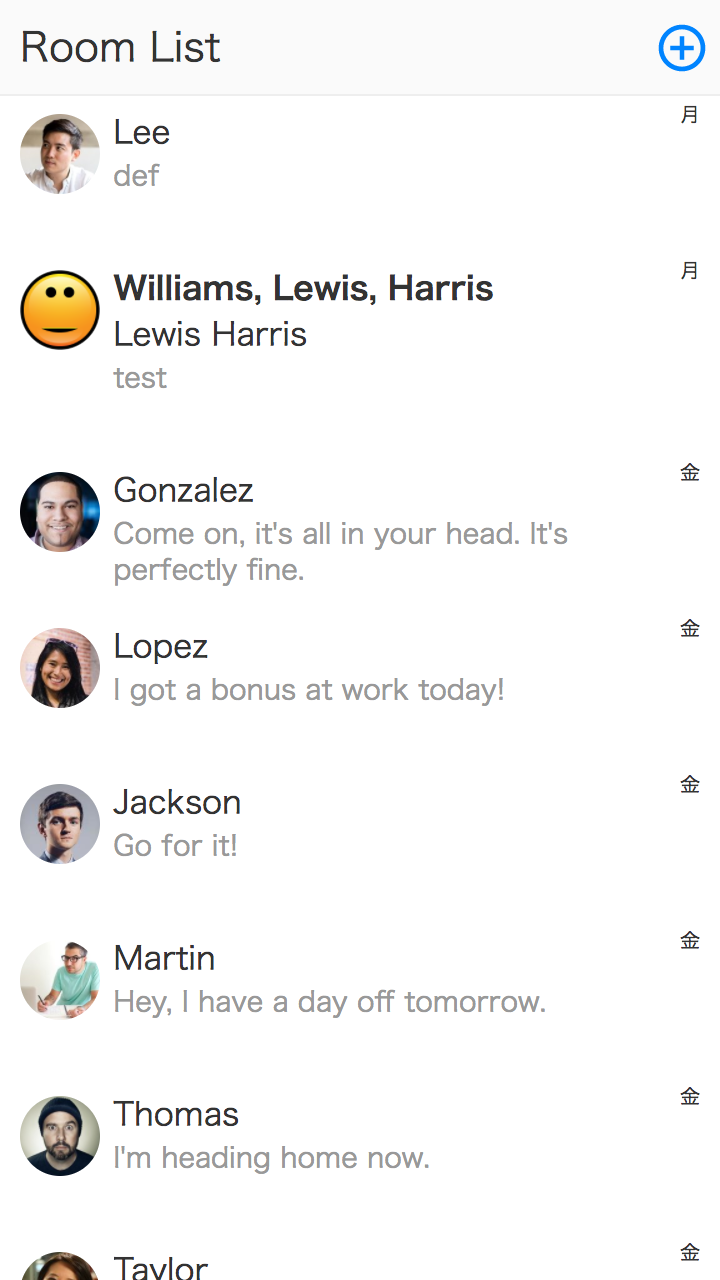 Room List
Lee
月
def
Williams, Lewis, Harris
月
Lewis Harris
test
Gonzalez
金
Come on, it's all in your head. It's
perfectly fine.
Lopez
金
I got a bonus at work today!
Jackson
金
Go for it!
Martin
金
Hey, I have a day off tomorrow.
Thomas
金
I'm heading home now.
Taylor
金